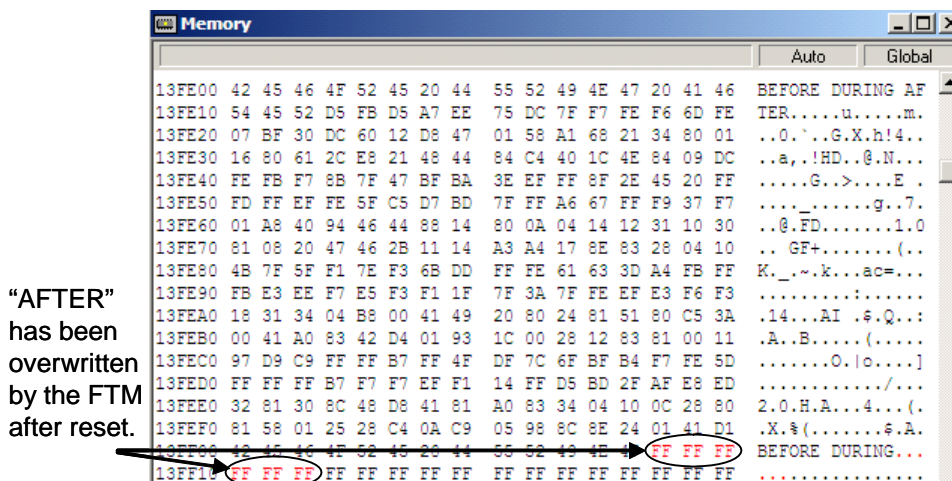 Memory
Auto Global
13FE00 42 45 46 4F 52 45 20 44 55 52 49 4E 47 20 41 46 BEFORE DURING AF
13FE10 54 45 52 D5 FB D5 A7 EE 75 DC 7F F7 FE F6 6D FE TER.....u.....m.
13FE20 07 BF 30 DC 60 12 D8 47 01 58 A1 68 21 34 80 01 ..0.`..G.X.h!4..
13FE30 16 80 61 2C E8 21 48 44 84 C4 40 1C 4E 84 09 DC ..a,.!HD..@.N...
13FE40 FE FB F7 8B 7F 47 BF BA 3E EF FF 8F 2E 45 20 FF .....G..>....E .
13FE50 FD FF EF FE 5F C5 D7 BD 7F FF A6 67 FF F9 37 F7 ...._......g..7.
13FE60 01 A8 40 94 46 44 88 14 80 0A 04 14 12 31 10 30 ..@.FD.......1.0
13FE70 81 08 20 47 46 2B 11 14 A3 A4 17 8E 83 28 04 10 .. GF+.......(..
13FE80 4B 7F 5F F1 7E F3 6B DD FF FE 61 63 3D A4 FB FF K._.~.k...ac=...
13FE90 FB E3 EE F7 E5 F3 F1 1F 7F 3A 7F FE EF E3 F6 F3 .........:......
13FEA0 18 31 34 04 B8 00 41 49 20 80 24 81 51 80 C5 3A .14...AI .$.Q..:
13FEB0 00 41 A0 83 42 D4 01 93 1C 00 28 12 83 81 00 11 .A..B.....(.....
13FEC0 97 D9 C9 FF FF B7 FF 4F DF 7C 6F BF B4 F7 FE 5D .......O.|o....]
13FED0 FF FF FF B7 F7 F7 EF F1 14 FF D5 BD 2F AF E8 ED ............/...
13FEE0 32 81 30 8C 48 D8 41 81 A0 83 34 04 10 0C 28 80 2.0.H.A...4...(.
13FEF0 81 58 01 25 28 C4 0A C9 05 98 8C 8E 24 01 41 D1 .X.%(.......$.A.
13FF00 42 45 46 4F 52 45 20 44 55 52 49 4E 47 FF FF FF BEFORE DURING...
13FF10 FF FF FF FF FF FF FF FF FF FF FF FF FF FF FF FF ................
“AFTER”
has been
overwritten
by the FTM
after reset.